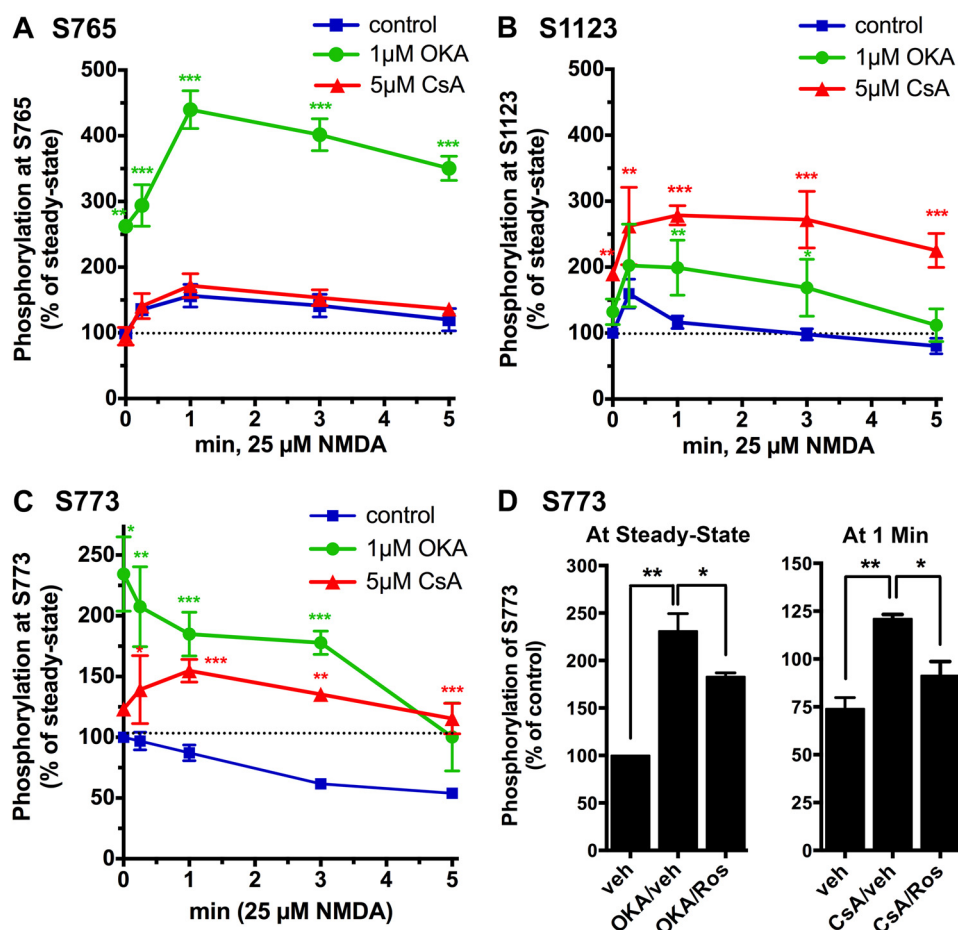 A S765
control
1μM OKA
5μM CsA
Phosphorylation at S765
(% of steady-state)
500
400
300
200
100
0
***
***
***
***
**
0 1 2 3 4 5
min, 25 μM NMDA
B S1123
control
1μM OKA
5μM CsA
Phosphorylation at S1123
(% of steady-state)
500
400
300
200
100
0
**
***
***
***
**
**
*
0 1 2 3 4 5
min, 25 μM NMDA
C S773
control
1μM OKA
5μM CsA
Phosphorylation at S773
(% of steady-state)
250
200
150
100
50
0
*
**
***
***
*
***
**
***
0 1 2 3 4 5
min (25 μM NMDA)
D S773
At Steady-State
Phosphorylation of S773
(% of control)
300
250
200
150
100
50
0
** *
veh OKA/veh OKA/Ros
At 1 Min
150
125
100
75
50
25
0
** *
veh CsA/veh CsA/Ros